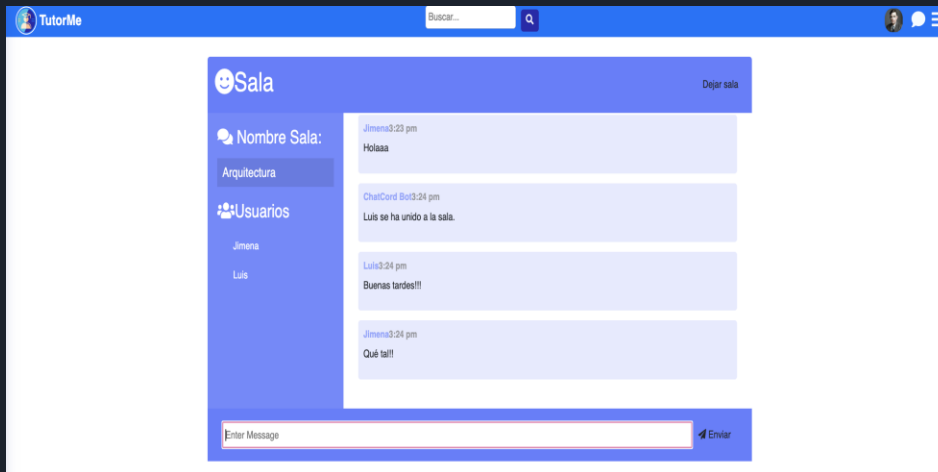 TutorMe
Buscar...
Sala
Dejar sala
Nombre Sala:
Arquitectura
Usuarios
Jimena
Luis
Jimena3:23 pm
Holaaa
ChatCord Bot3:24 pm
Luis se ha unido a la sala.
Luis3:24 pm
Buenas tardes!!!
Jimena3:24 pm
Qué tal!!
Enter Message
Enviar